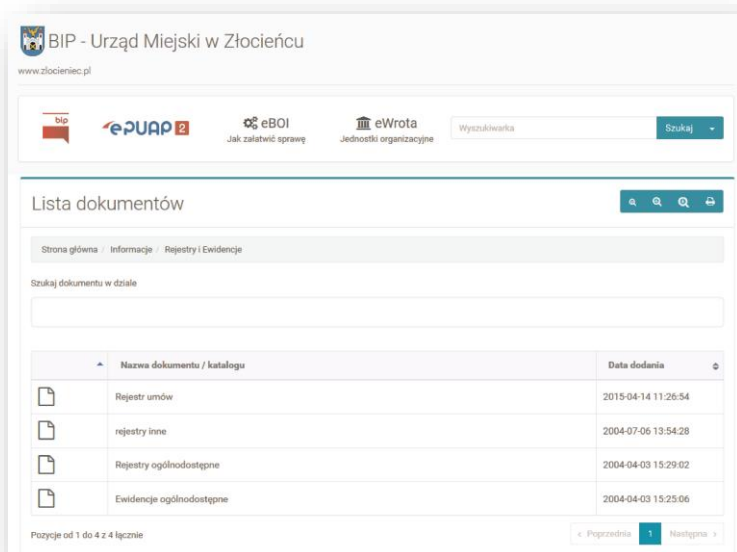 BIP - Urząd Miejski w Złocieńcu
www.zlocieniec.pl
bip
ePUAP2
eBOI
Jak załatwić sprawę
eWrota
Jednostki organizacyjne
Wyszukiwarka
Szukaj
Lista dokumentów
Strona główna / Informacje / Rejestry i Ewidencje
Szukaj dokumentu w dziale
Nazwa dokumentu / katalogu Data dodania
Rejestr umów 2015-04-14 11:26:54
rejestry inne 2004-07-06 13:54:28
Rejestry ogólnodostępne 2004-04-03 15:29:02
Ewidencje ogólnodostępne 2004-04-03 15:25:06
Pozycje od 1 do 4 z 4 łącznie
‹ Poprzednia 1 Następna ›